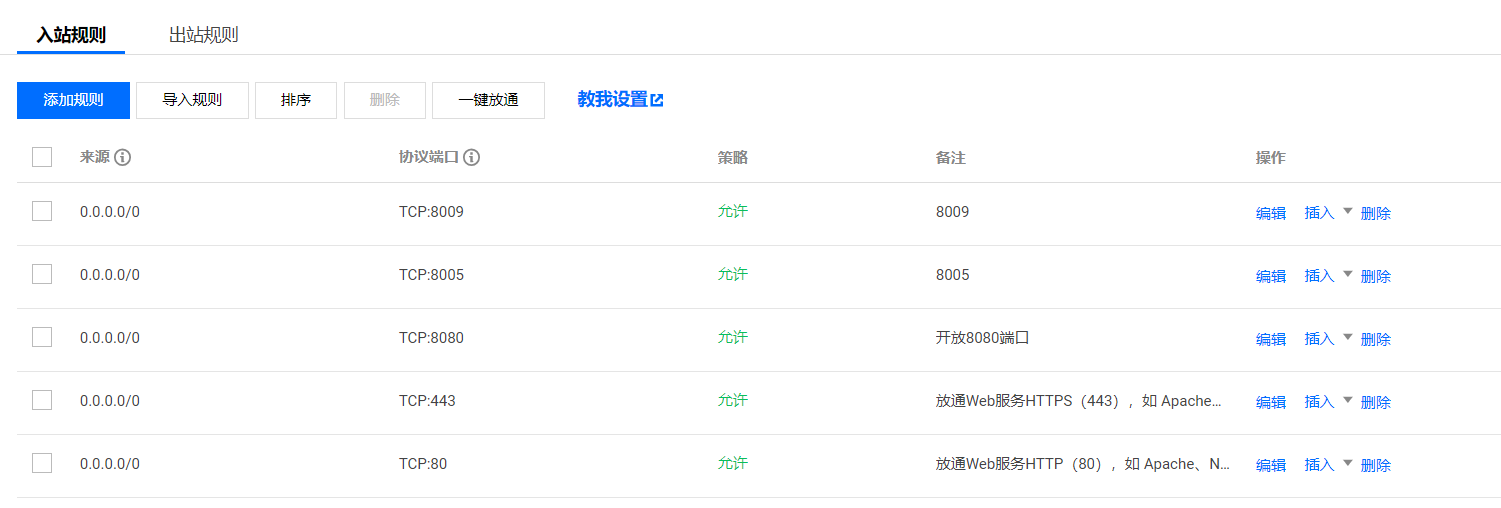 入站规则 出站规则
添加规则 导入规则 排序 删除 一键放通 教我设置
来源 协议端口 策略 备注 操作
0.0.0.0/0 TCP:8009 允许 8009 编辑 插入 删除
0.0.0.0/0 TCP:8005 允许 8005 编辑 插入 删除
0.0.0.0/0 TCP:8080 允许 开放8080端口 编辑 插入 删除
0.0.0.0/0 TCP:443 允许 放通Web服务HTTPS（443），如 Apache... 编辑 插入 删除
0.0.0.0/0 TCP:80 允许 放通Web服务HTTP（80），如 Apache、N... 编辑 插入 删除